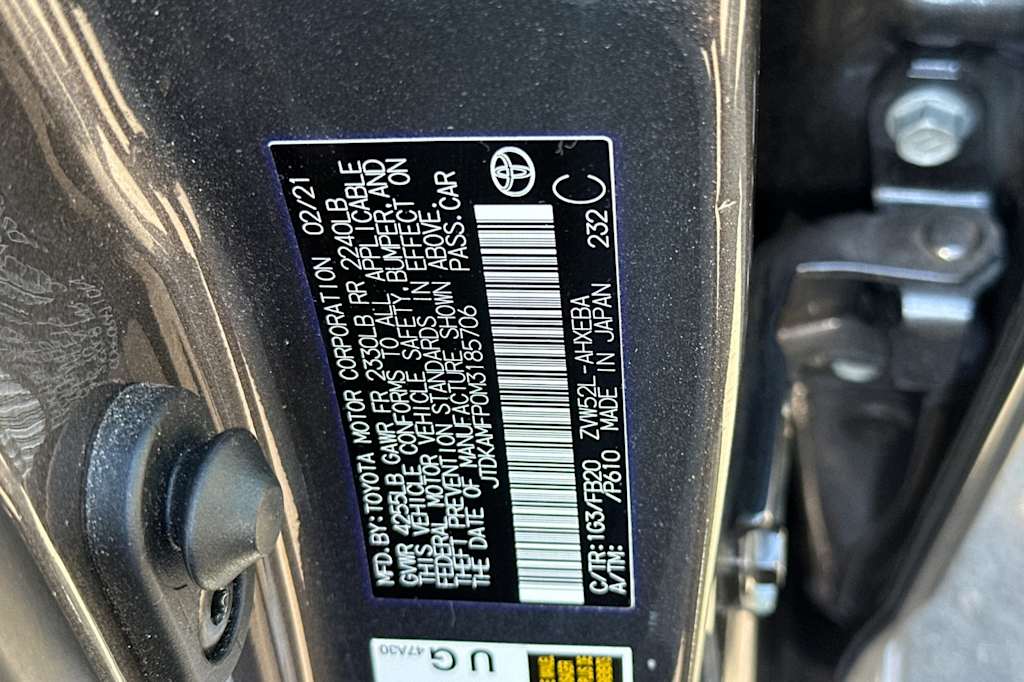 MFD. BY: TOYOTA MOTOR CORPORATION 02/21
GVWR 4255LB GAWR FR 2330LB RR 2240LB
THIS VEHICLE CONFORMS TO ALL APPLICABLE
FEDERAL MOTOR VEHICLE SAFETY, BUMPER, AND
THEFT PREVENTION STANDARDS IN EFFECT ON
THE DATE OF MANUFACTURE SHOWN ABOVE.
JTDKAMFP0M3185706 PASS.CAR
C/TR:1G3/FB20 ZVW52L-AHXEBA 232
A/TM: /P610 MADE IN JAPAN C
47A30
UG